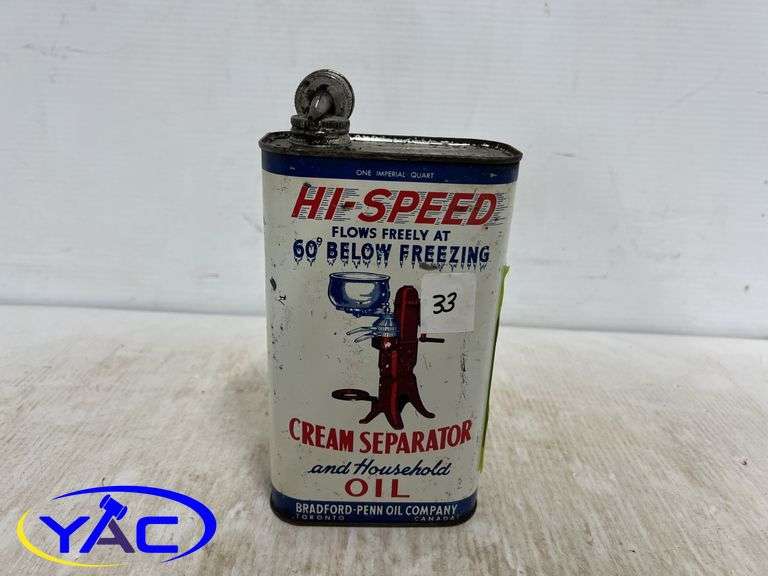 ONE IMPERIAL QUART
HI-SPEED
FLOWS FREELY AT
60° BELOW FREEZING
33
CREAM SEPARATOR
and Household
OIL
BRADFORD-PENN OIL COMPANY
TORONTO CANADA
YAC